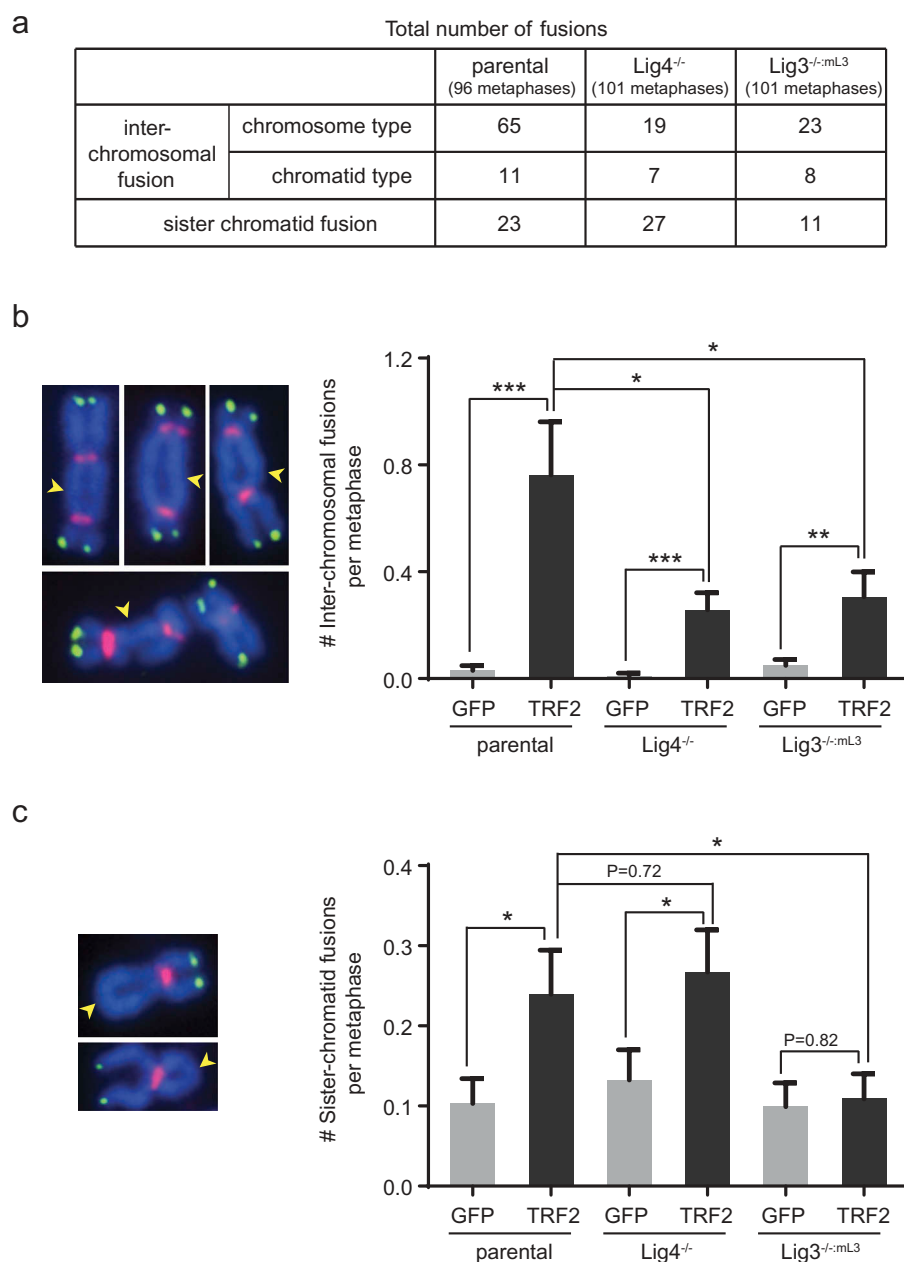 a
Total number of fusions
parental Lig4-/- Lig3-/-:mL3
(96 metaphases) (101 metaphases) (101 metaphases)
inter-chromosomal fusion
chromosome type 65 19 23
chromatid type 11 7 8
sister chromatid fusion 23 27 11
b
# Inter-chromosomal fusions
per metaphase
1.2
0.8
0.4
0.0
*
*
***
***
**
GFP TRF2 GFP TRF2 GFP TRF2
parental Lig4-/- Lig3-/-:mL3
c
# Sister-chromatid fusions
per metaphase
0.4
0.3
0.2
0.1
0.0
*
P=0.72
*
*
P=0.82
GFP TRF2 GFP TRF2 GFP TRF2
parental Lig4-/- Lig3-/-:mL3